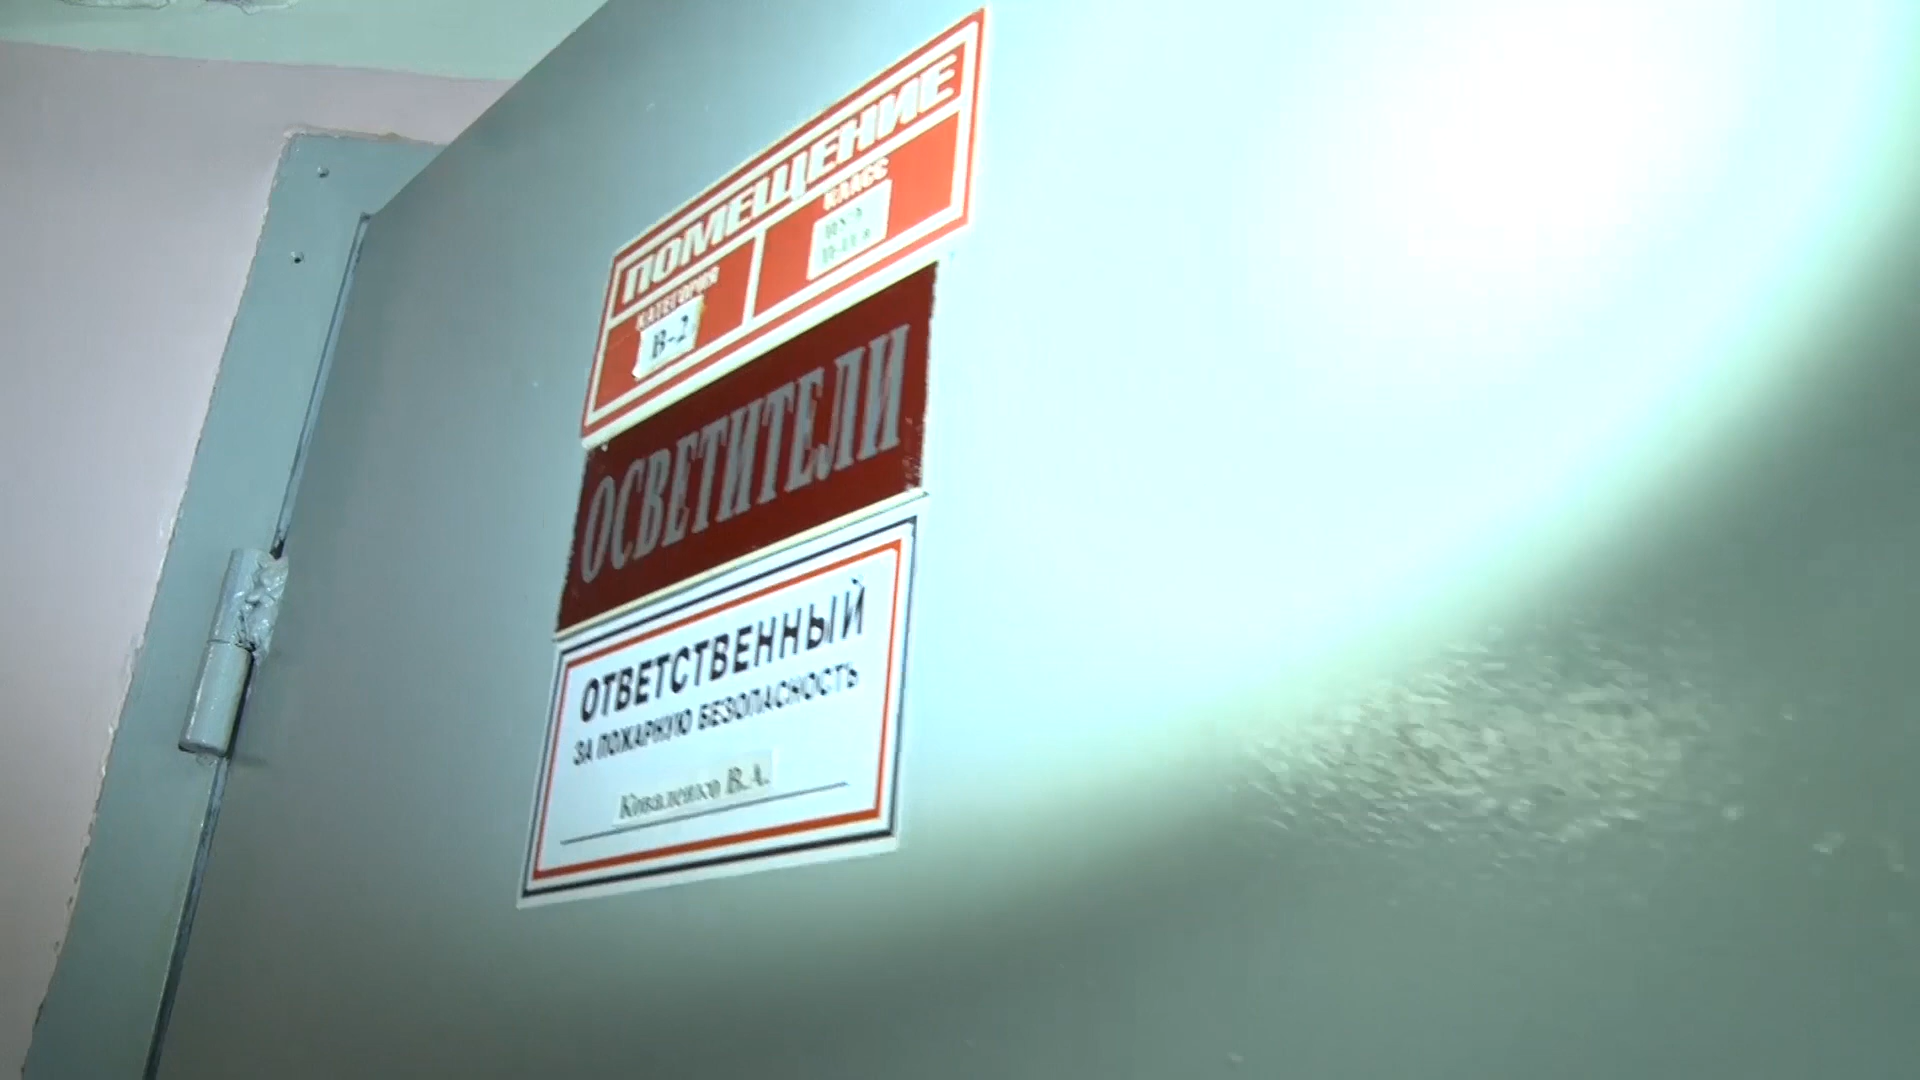 ПОМЕЩЕНИЕ
КАТЕГОРИЯ КЛАСС
В-2
ОСВЕТИТЕЛИ
ОТВЕТСТВЕННЫЙ
ЗА ПОЖАРНУЮ БЕЗОПАСНОСТЬ
Коваленко В.А.